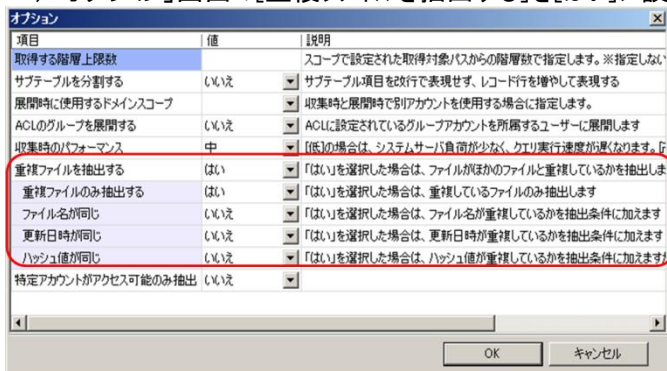 オプション
項目 値 説明
取得する階層上限数 スコープで設定された取得対象パスからの階層数で指定します。※指定しない
サブテーブルを分割する いいえ サブテーブル項目を改行で表現せず、レコード行を増やして表現する
展開時に使用するドメインスコープ 収集時と展開時で別アカウントを使用する場合に指定します。
ACLのグループを展開する いいえ ACLに設定されているグループアカウントを所属するユーザーに展開します
収集時のパフォーマンス 中 [低]の場合は、システムサーバ負荷が少なく、クエリ実行速度が遅くなります。
重複ファイルを抽出する はい 「はい」を選択した場合は、ファイルがほかのファイルと重複しているかを抽出しま
重複ファイルのみ抽出する はい 「はい」を選択した場合は、重複しているファイルのみ抽出します
ファイル名が同じ いいえ 「はい」を選択した場合は、ファイル名が重複しているかを抽出条件に加えます
更新日時が同じ いいえ 「はい」を選択した場合は、更新日時が重複しているかを抽出条件に加えます
ハッシュ値が同じ いいえ 「はい」を選択した場合は、ハッシュ値が重複しているかを抽出条件に加えます
特定アカウントがアクセス可能のみ抽出 いいえ
OK キャンセル